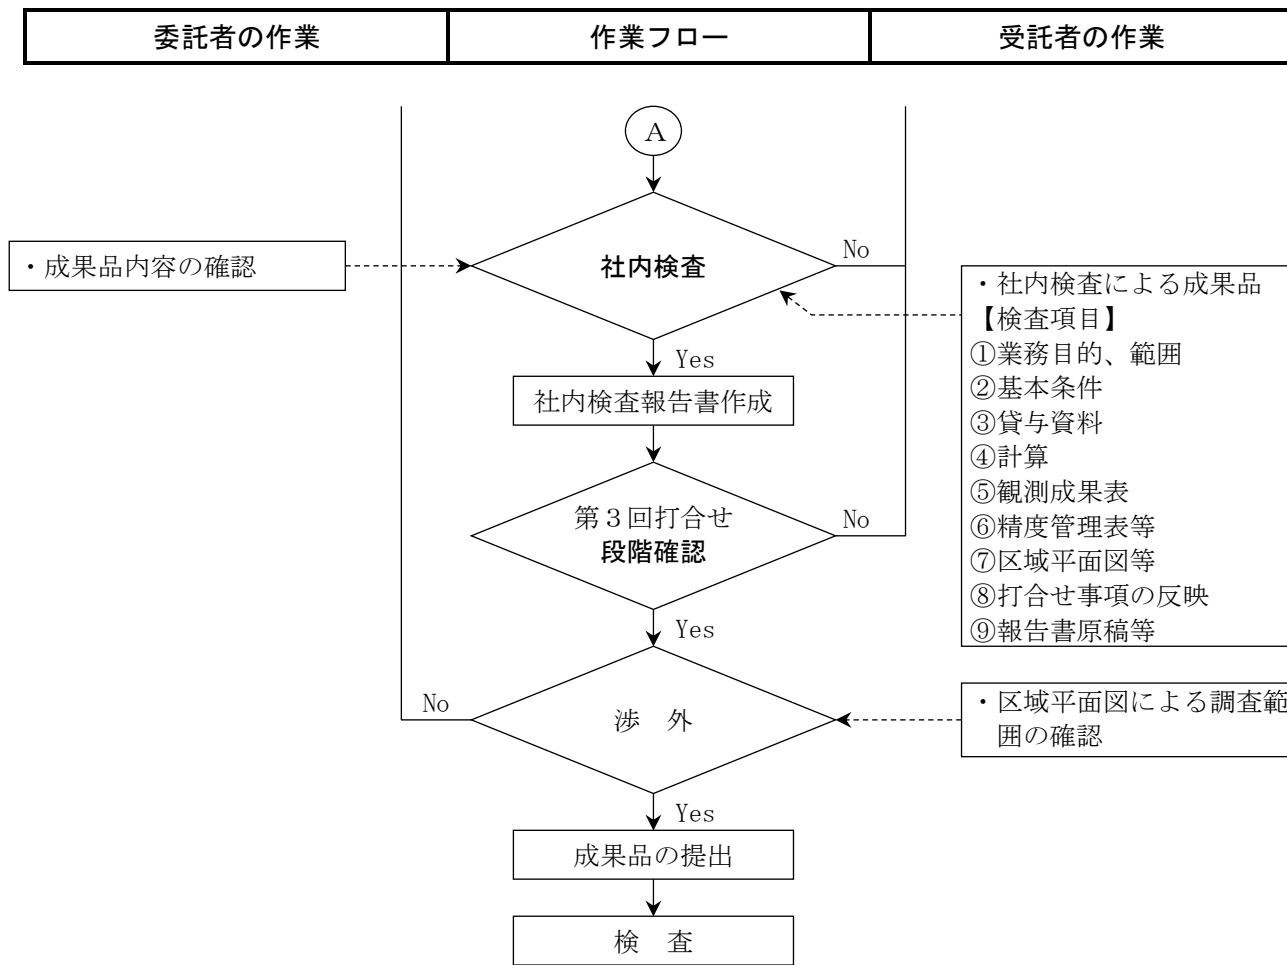 委託者の作業
作業フロー
受託者の作業
A
社内検査
No
・成果品内容の確認
Yes
・社内検査による成果品
【検査項目】
①業務目的、範囲
②基本条件
③貸与資料
④計算
⑤観測成果表
⑥精度管理表等
⑦区域平面図等
⑧打合せ事項の反映
⑨報告書原稿等
社内検査報告書作成
第３回打合せ
段階確認
No
Yes
渉　外
No
・区域平面図による調査範
囲の確認
Yes
成果品の提出
検　査